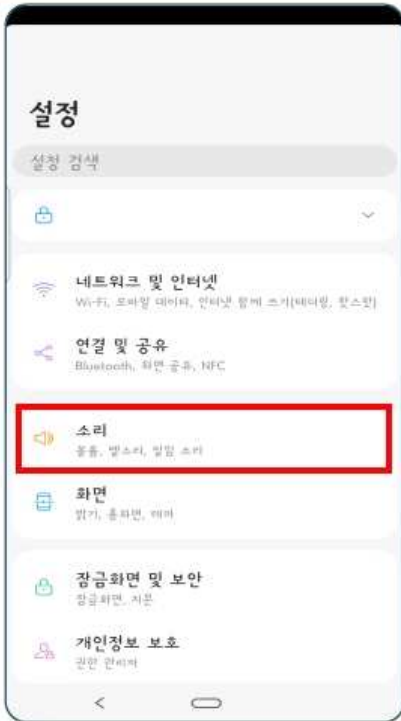 설정
설정 검색
네트워크 및 인터넷
Wi-Fi, 모바일 데이터, 인터넷 함께 쓰기(테더링, 핫스팟)
연결 및 공유
Bluetooth, 화면 공유, NFC
소리
볼륨, 벨소리, 알림 소리
화면
밝기, 홈화면, 테마
잠금화면 및 보안
잠금화면, 지문
개인정보 보호
권한 관리자